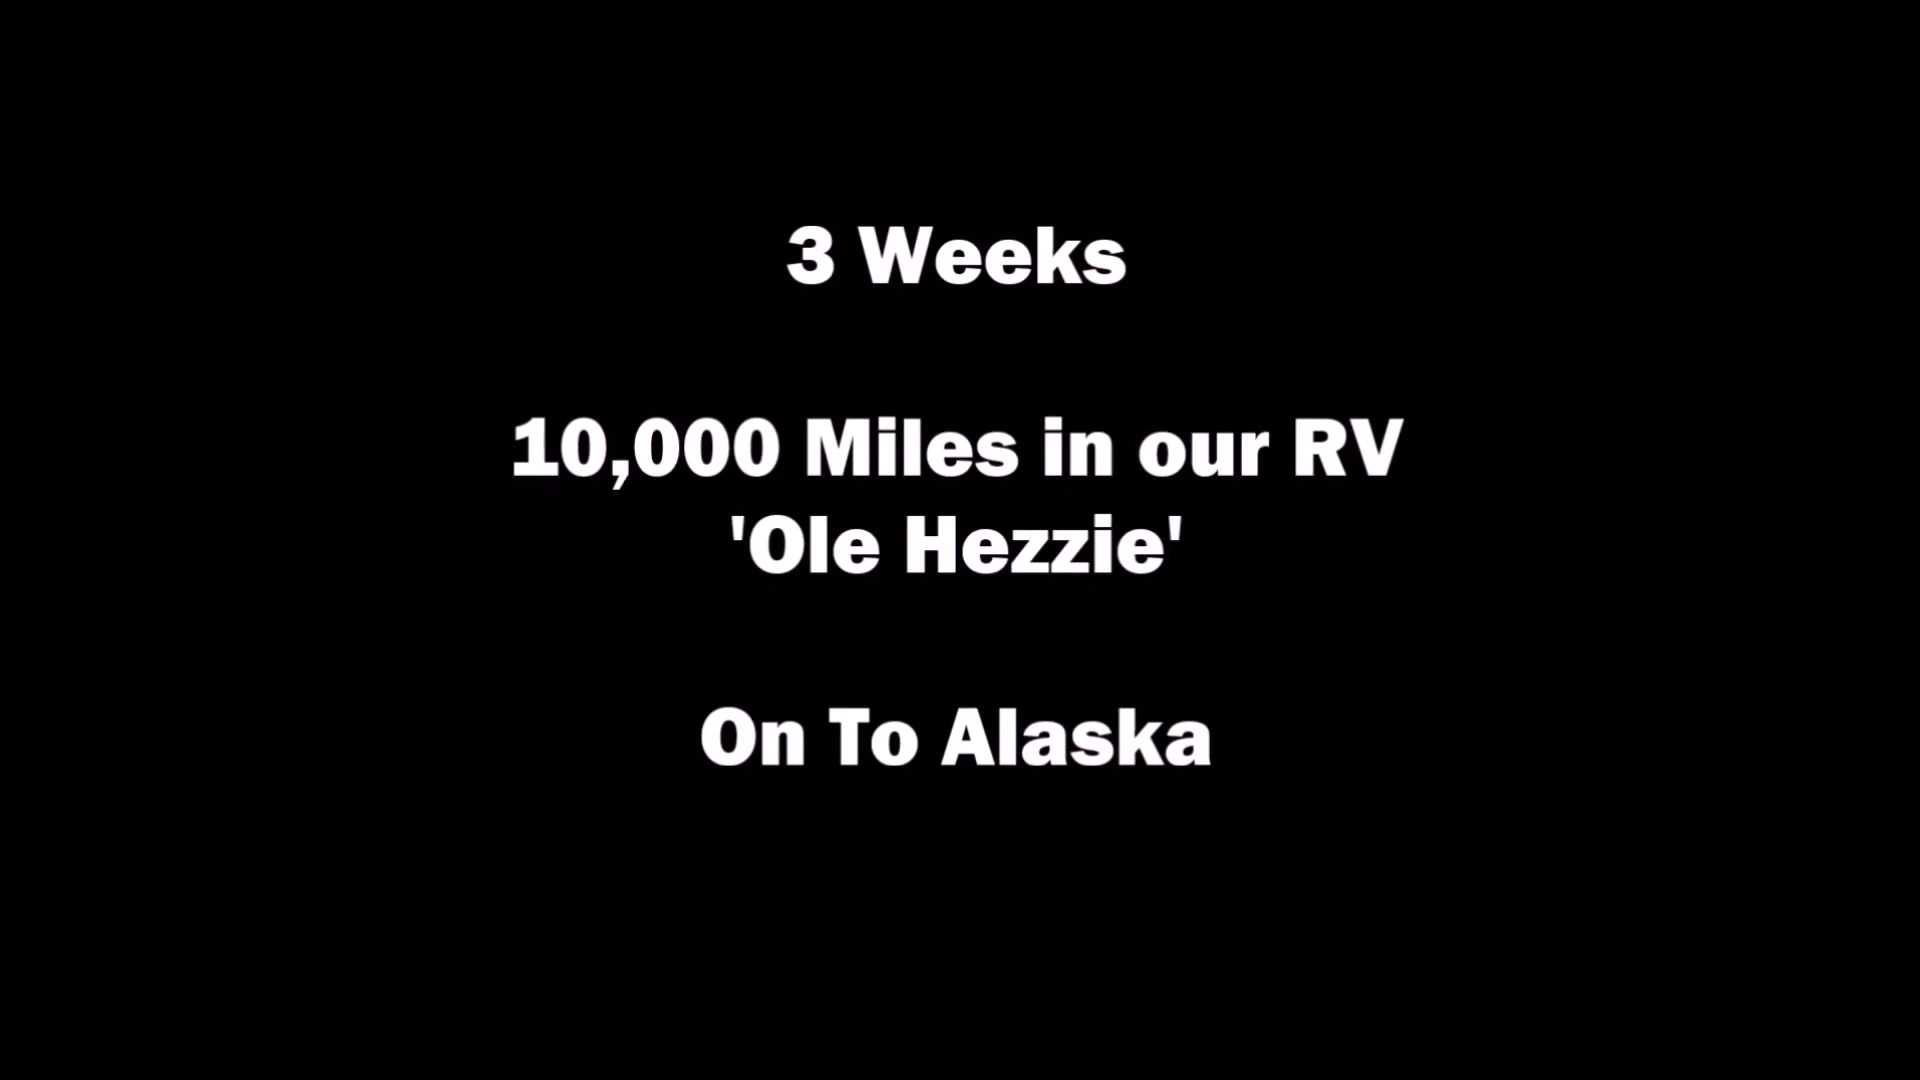 3 Weeks
10,000 Miles in our RV
'Ole Hezzie'
On To Alaska